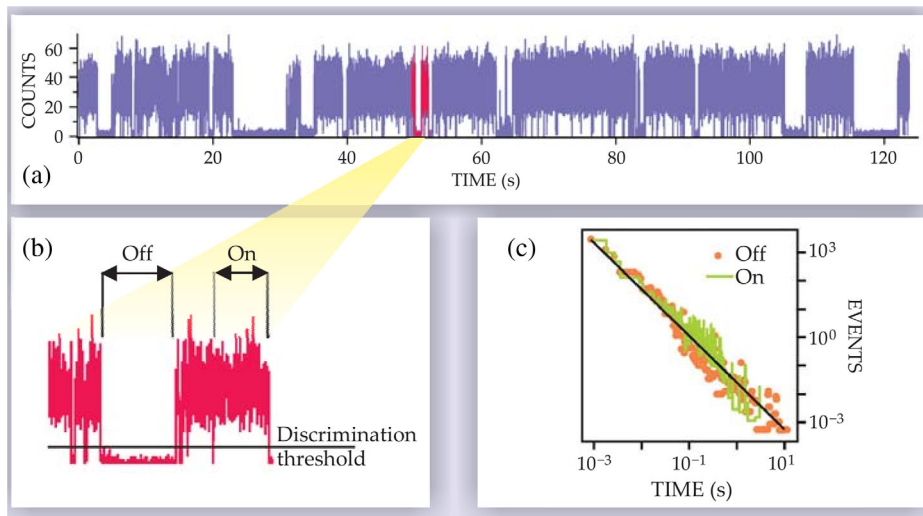 60
40
20
0
COUNTS
0 20 40 60 80 100 120
TIME (s)
(a)
(b)
Off
On
Discrimination
threshold
(c)
Off
On
10³
10⁰
10⁻³
EVENTS
10⁻³ 10⁻¹ 10¹
TIME (s)